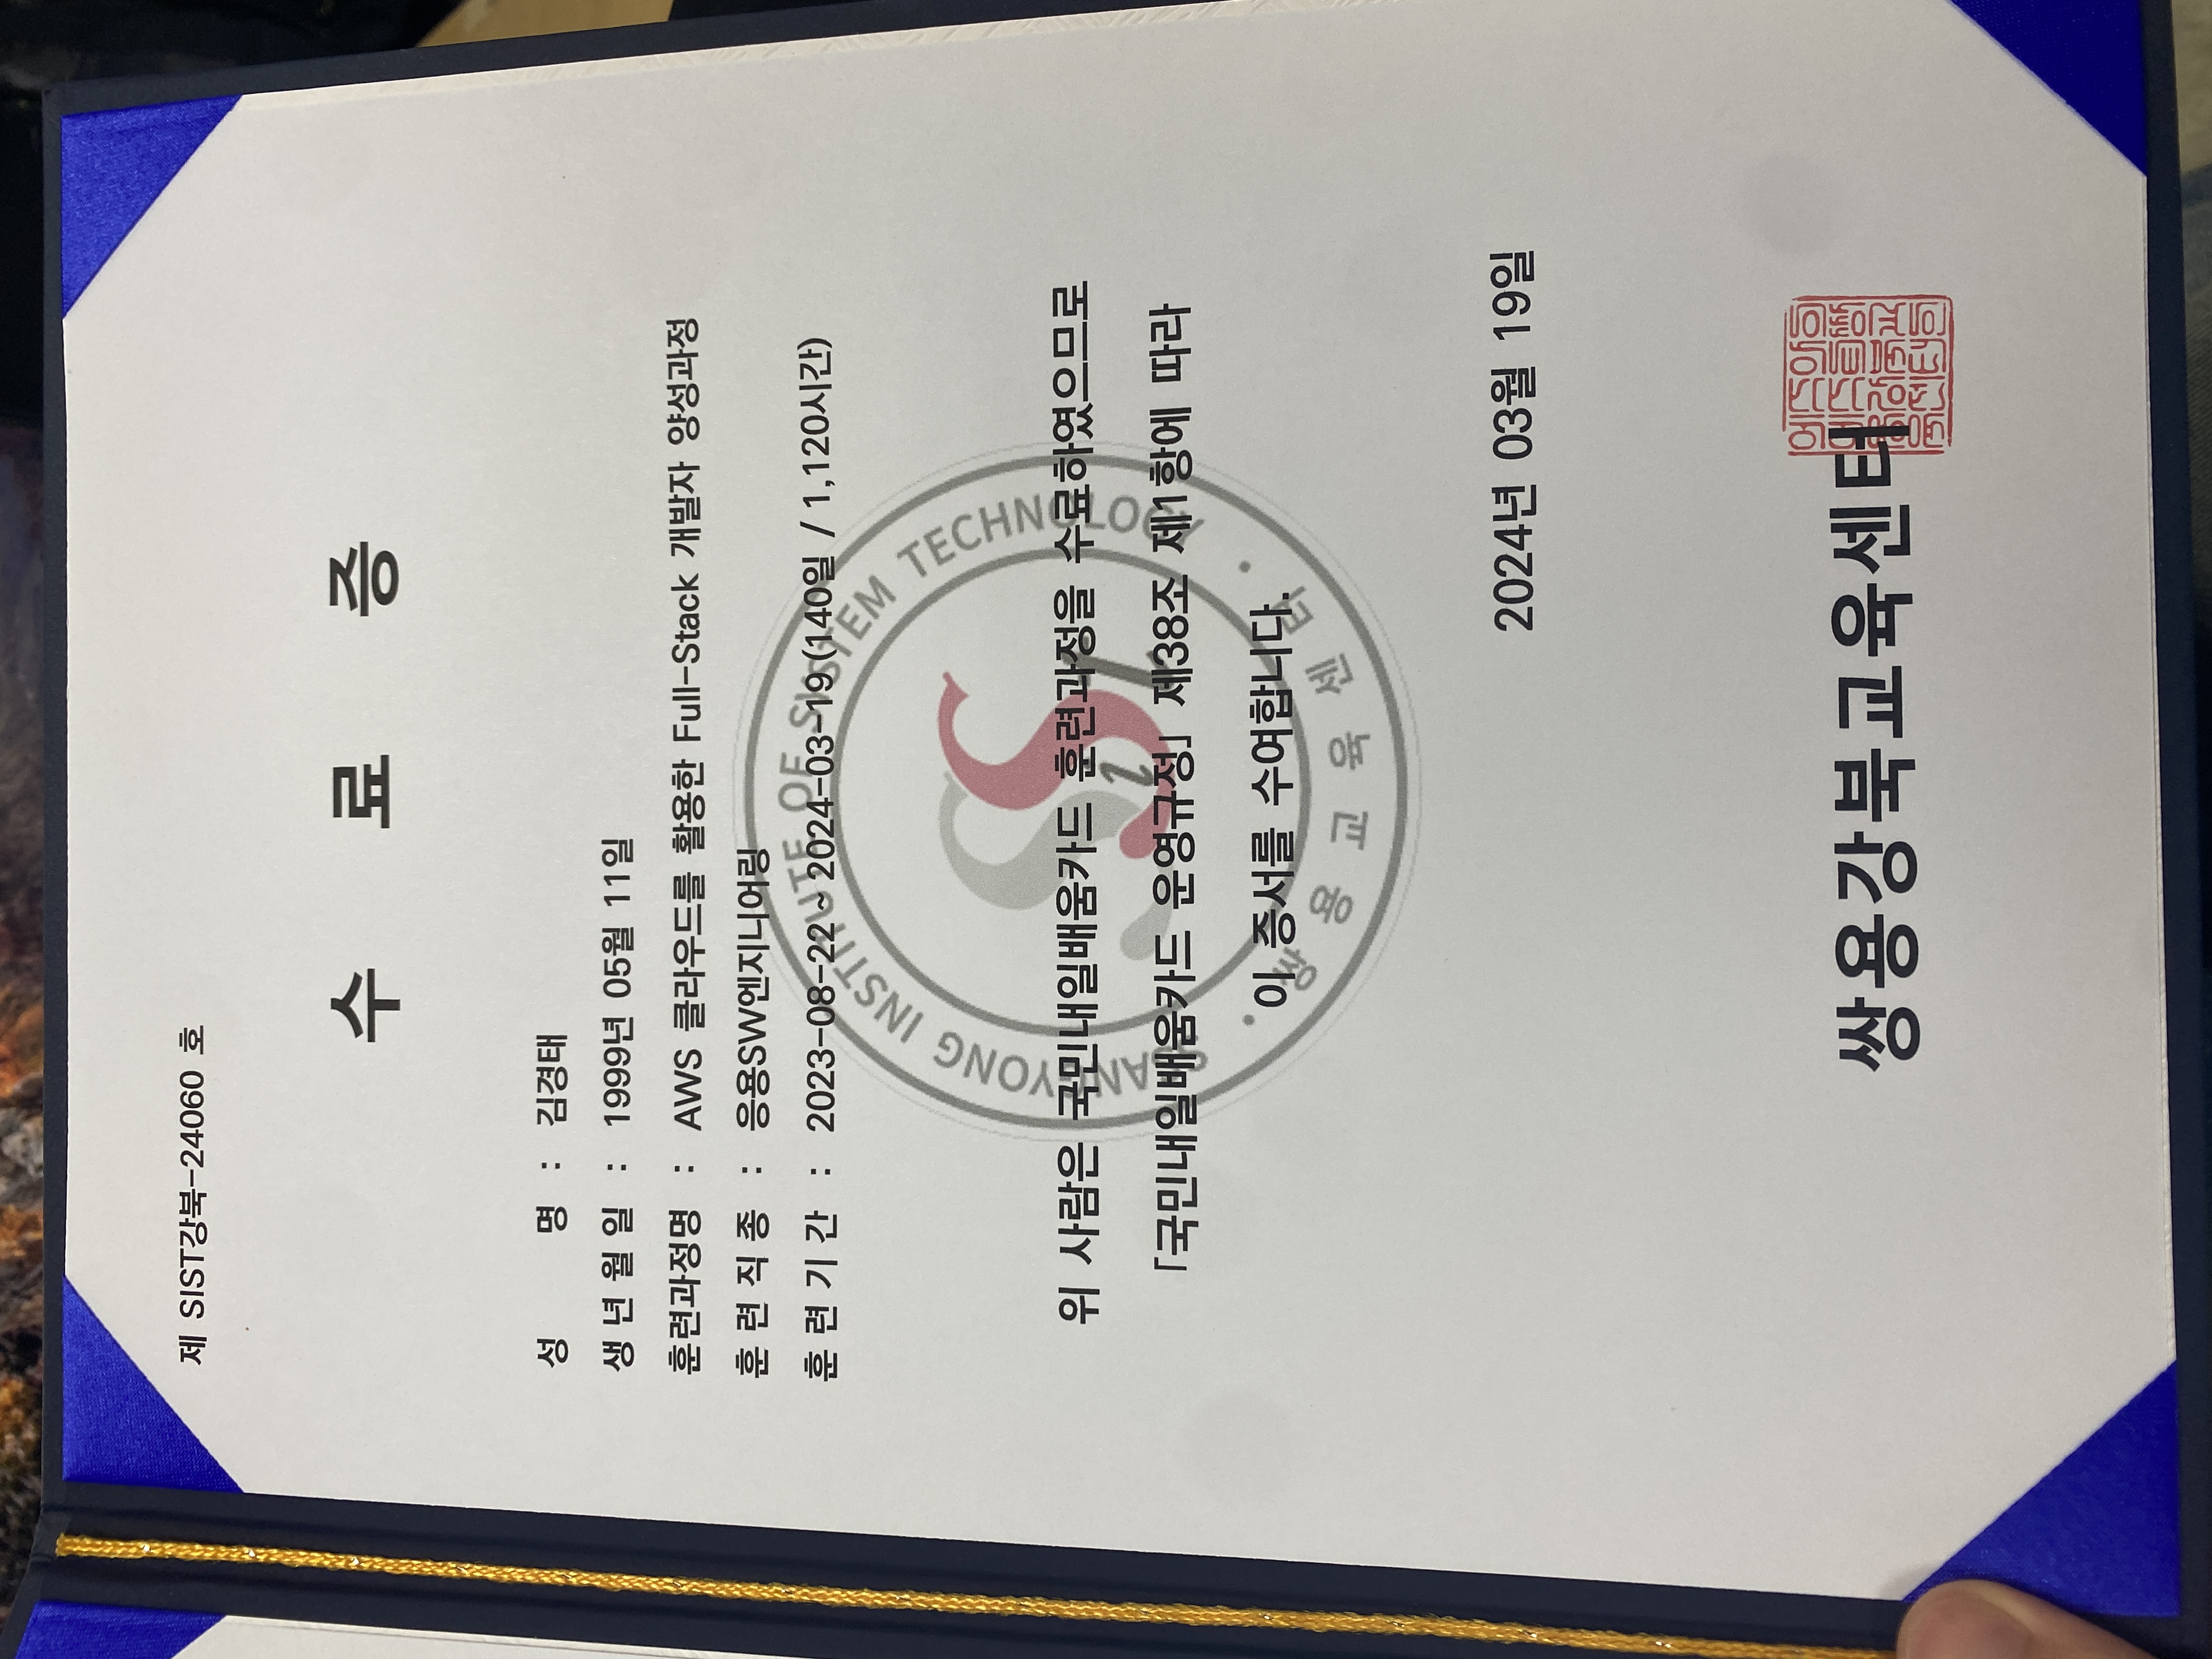 제 SIST강북-24060 호
수 료 증
성 명 : 김경태
생 년 월 일 : 1999년 05월 11일
훈련과정명 : AWS 클라우드를 활용한 Full-Stack 개발자 양성과정
훈 련 직 종 : 응용SW엔지니어링
훈 련 기 간 : 2023-08-22 ~ 2024-03-19 (140일 / 1,120시간)
SSANGYONG INSTITUTE OF SYSTEM TECHNOLOGY
SiSt
위 사람은 국민내일배움카드 훈련과정을 수료하였으므로
「국민내일배움카드 운영규정」 제38조 제1항에 따라
이 증서를 수여합니다.
· 쌍용교육센터 ·
2024년 03월 19일
쌍용강북교육센터